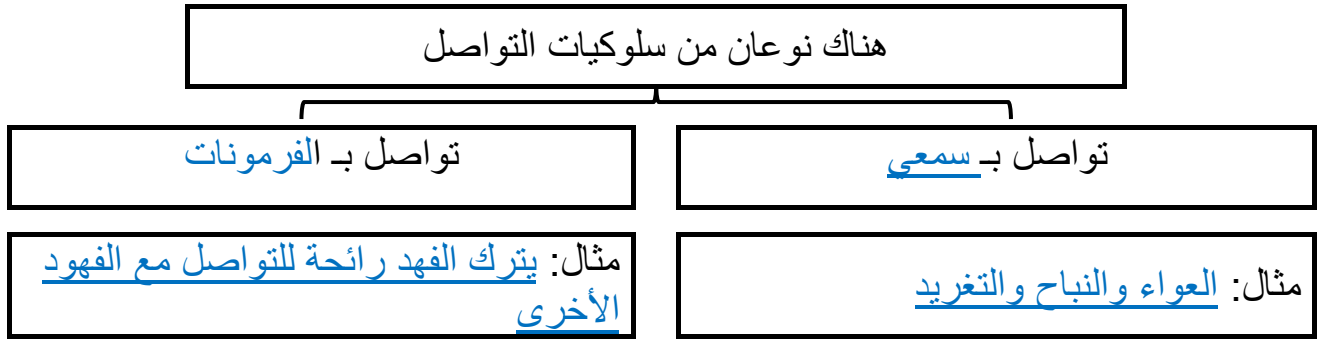 هناك نوعان من سلوكيات التواصل
تواصل بـ سمعي
تواصل بـ الفرمونات
مثال: العواء والنباح والتغريد
مثال: يترك الفهد رائحة للتواصل مع الفهود
الأخرى